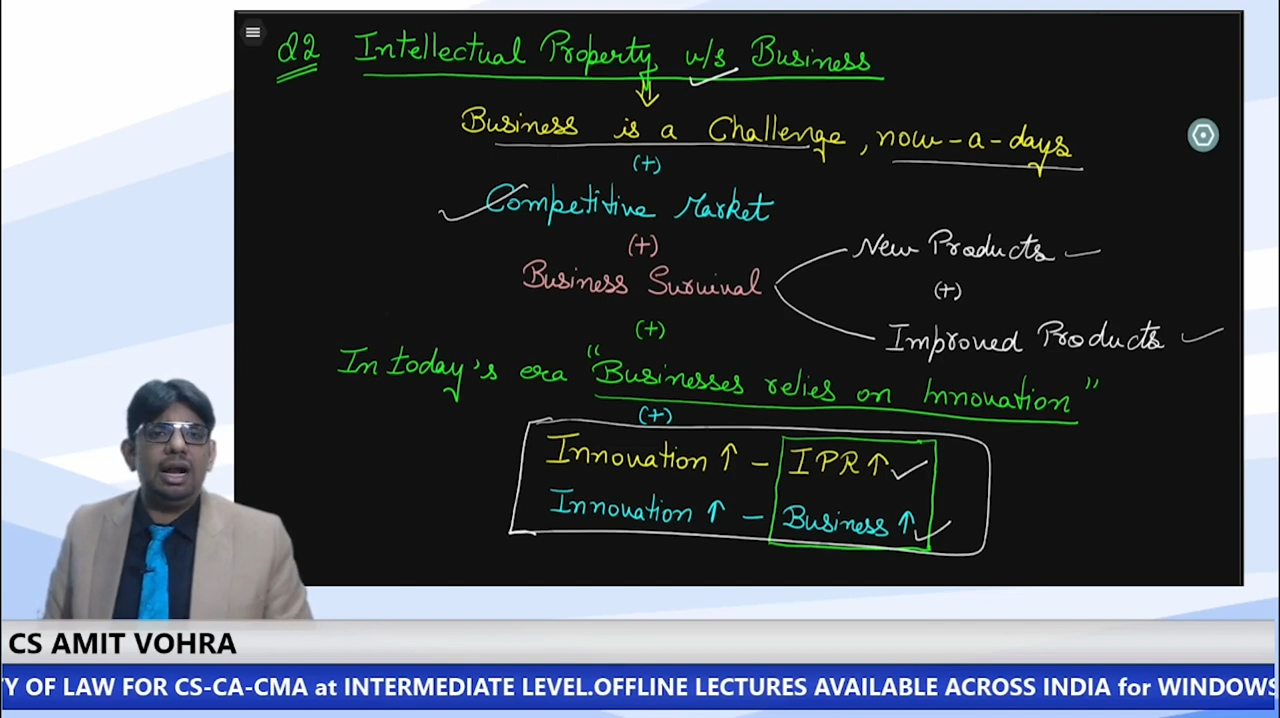 Q2 Intellectual Property v/s Business
Business is a Challenge, now-a-days
(+)
Competitive Market
(+)
Business Survival
New Products
(+)
Improved Products
(+)
In today's era "Businesses relies on Innovation"
(+)
Innovation ↑ – IPR ↑
Innovation ↑ – Business ↑
CS AMIT VOHRA
Y OF LAW FOR CS-CA-CMA at INTERMEDIATE LEVEL.OFFLINE LECTURES AVAILABLE ACROSS INDIA for WINDOWS